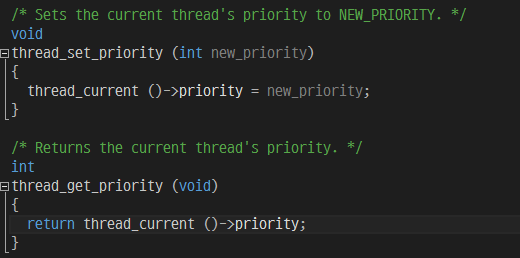 /* Sets the current thread's priority to NEW_PRIORITY. */
void
thread_set_priority (int new_priority)
{
  thread_current ()->priority = new_priority;
}

/* Returns the current thread's priority. */
int
thread_get_priority (void)
{
  return thread_current ()->priority;
}